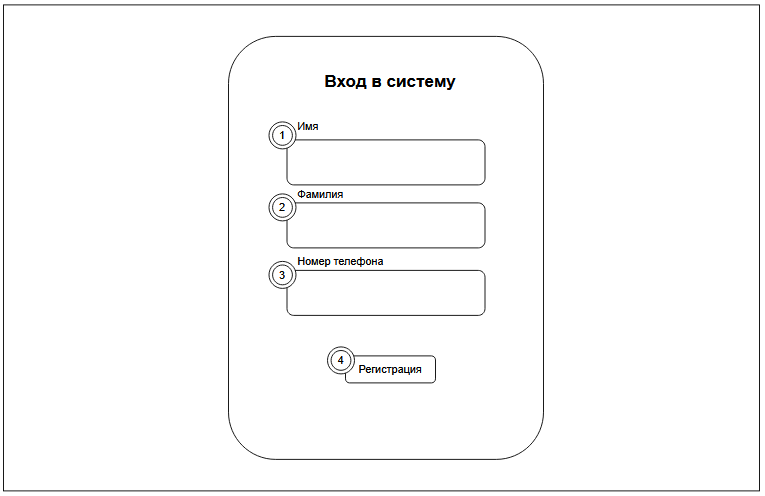 Вход в систему
1
Имя
2
Фамилия
3
Номер телефона
4
Регистрация